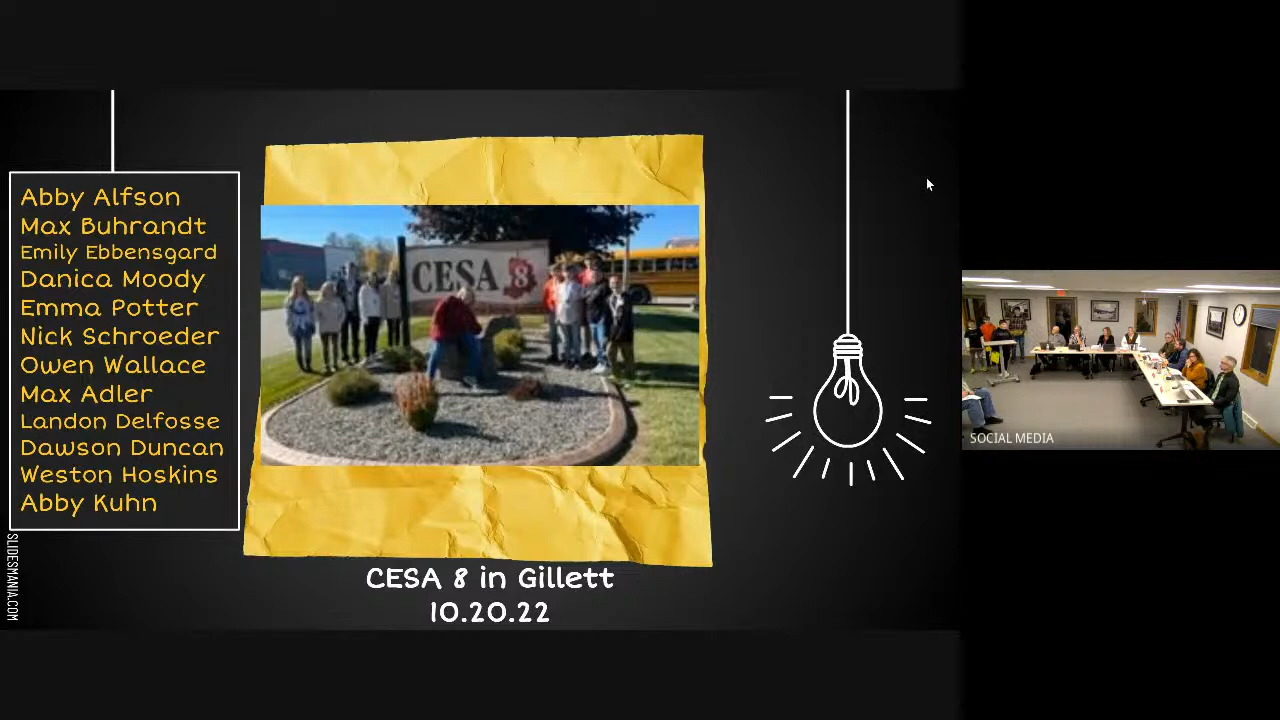 Abby Alfson
Max Buhrandt
Emily Ebbensgard
Danica Moody
Emma Potter
Nick Schroeder
Owen Wallace
Max Adler
Landon Delfosse
Dawson Duncan
Weston Hoskins
Abby Kuhn
SLIDESMANIA.COM
CESA 8
CESA 8 in Gillett
10.20.22
SOCIAL MEDIA